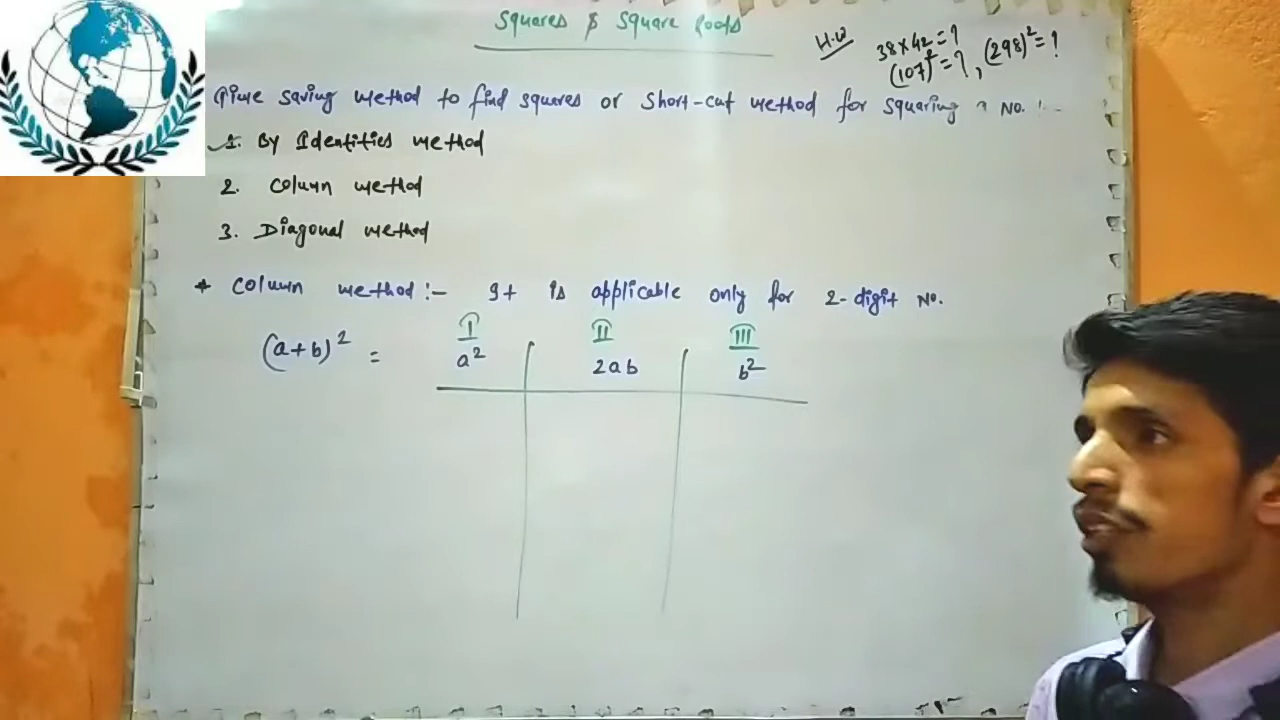 Squares & Square Roots
H.W 38×42=?
(107)²=?, (298)²=?
Time saving method to find squares or short-cut method for squaring a No. :-
1. By Identities method
2. Column method
3. Diagonal method
* Column method :- It is applicable only for 2-digit No.
I II III
(a+b)² = a² 2ab b²